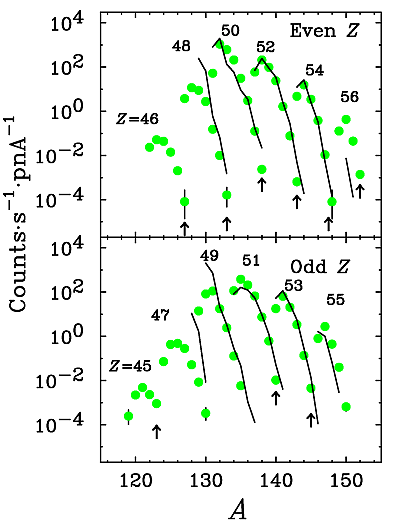 Even Z
50
48
52
54
56
Z=46
10⁴
10²
10⁰
10⁻²
10⁻⁴
Odd Z
49
51
53
55
47
Z=45
10⁴
10²
10⁰
10⁻²
10⁻⁴
Counts·s⁻¹·pnA⁻¹
120 130 140 150
A